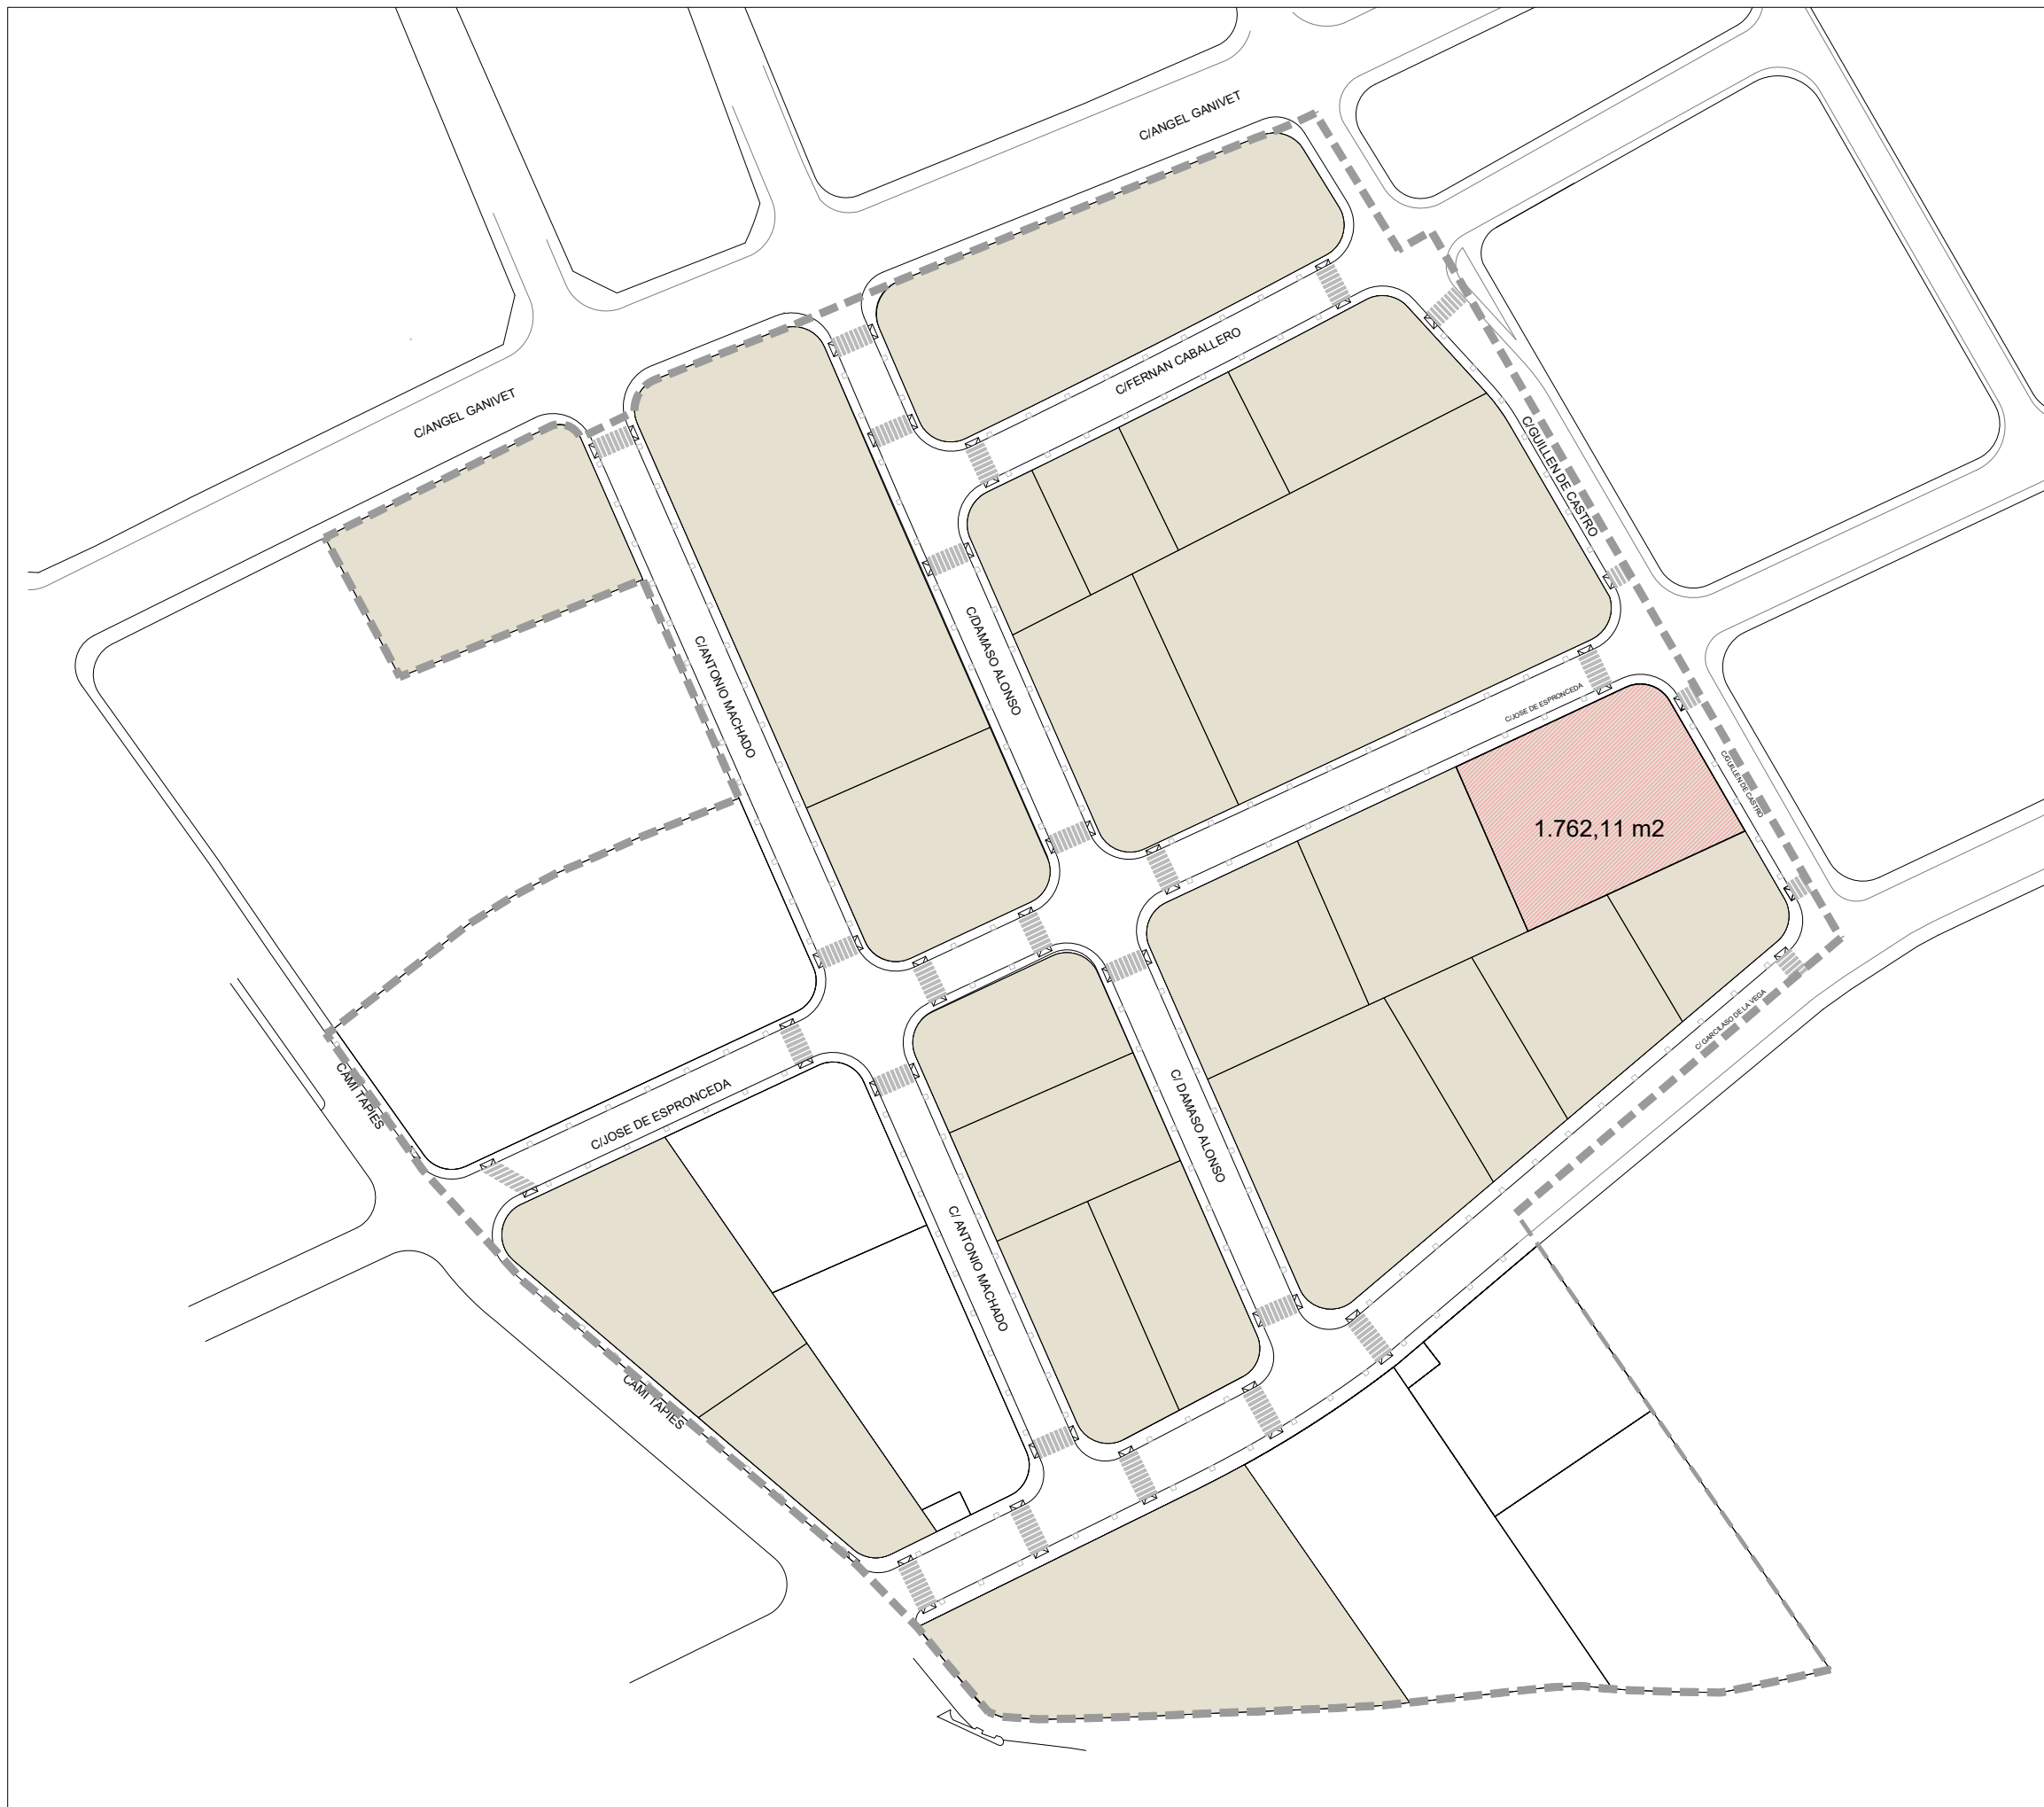 C/ANGEL GANIVET
C/FERNAN CABALLERO
C/ANGEL GANIVET
C/GUILLEN DE CASTRO
C/DAMASO ALONSO
C/ANTONIO MACHADO
C/JOSE DE ESPRONCEDA
C/GUILLEN DE CASTRO
1.762,11 m2
C/ GARCILASO DE LA VEGA
CAMI TAPIES
C/JOSE DE ESPRONCEDA
C/ DAMASO ALONSO
C/ ANTONIO MACHADO
CAMI TAPIES